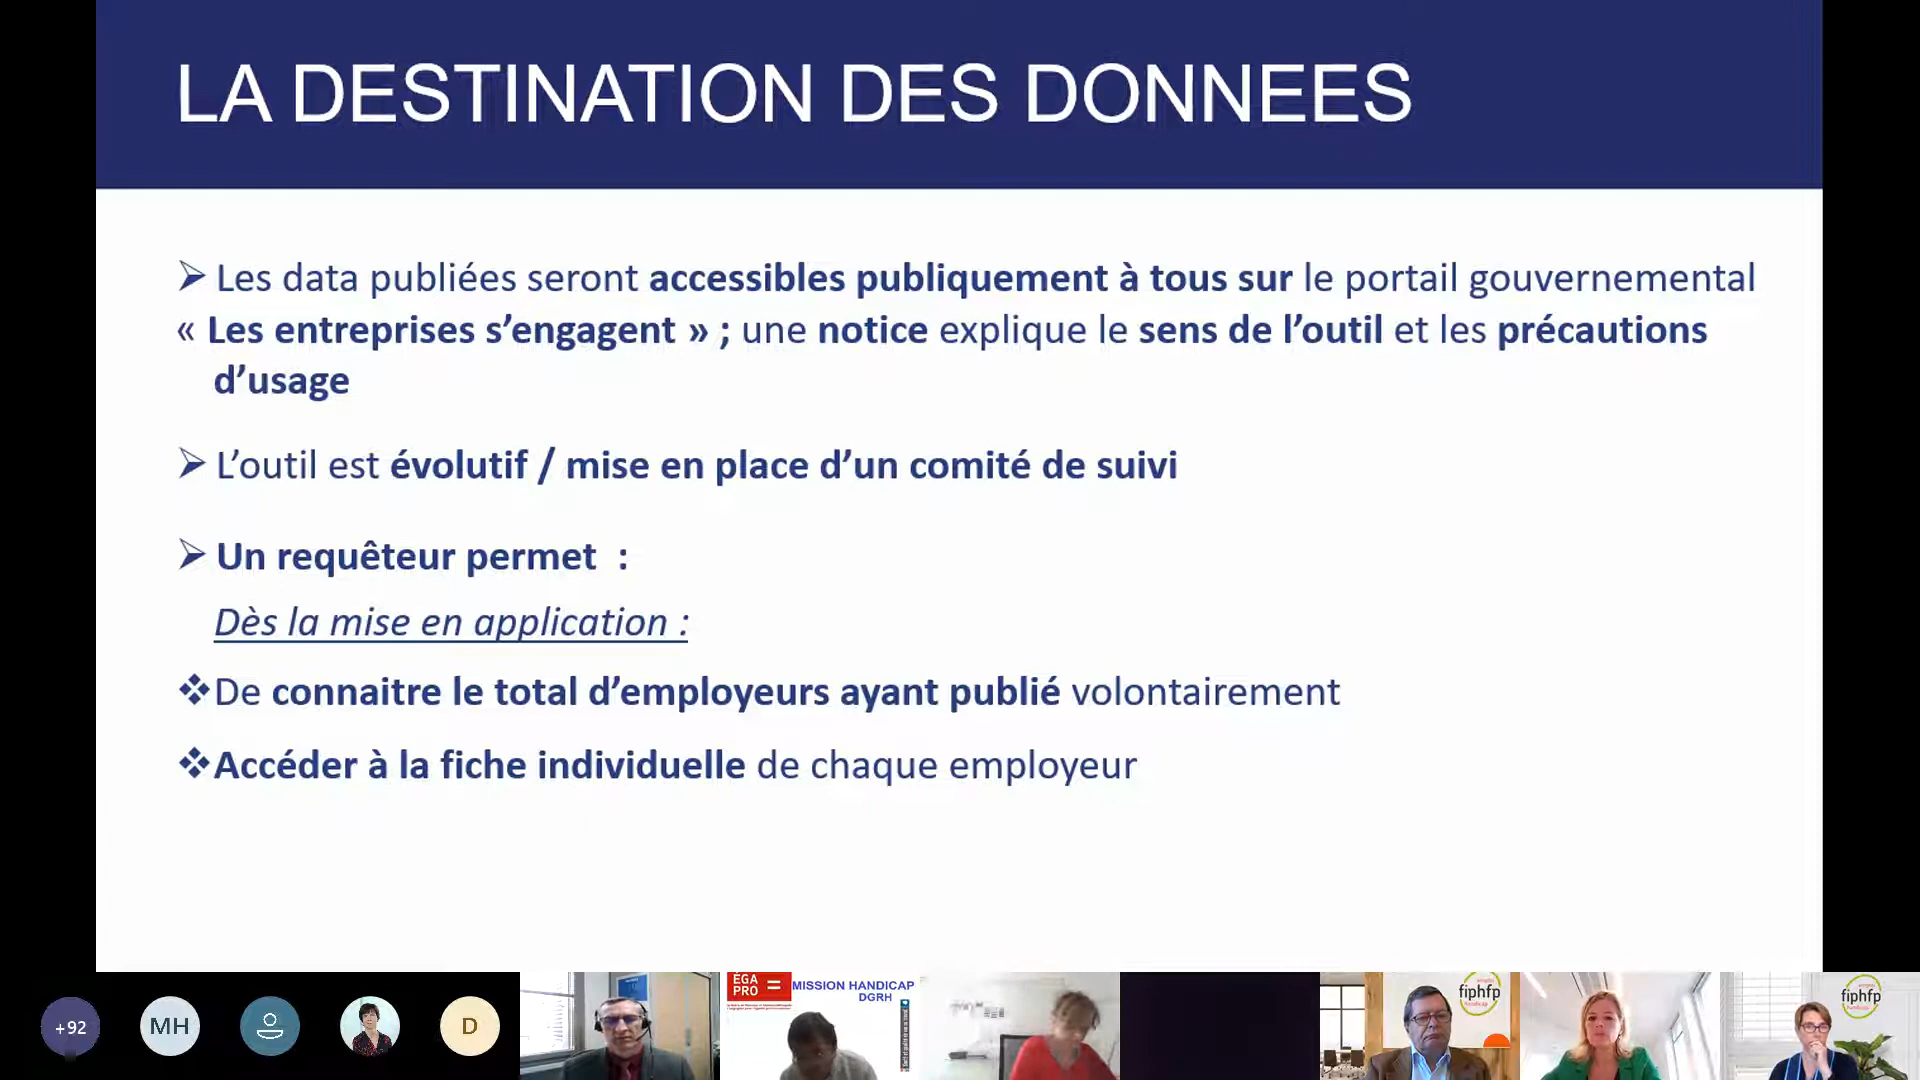 LA DESTINATION DES DONNEES
➢ Les data publiées seront accessibles publiquement à tous sur le portail gouvernemental
« Les entreprises s’engagent » ; une notice explique le sens de l’outil et les précautions
d’usage
➢ L’outil est évolutif / mise en place d’un comité de suivi
➢ Un requêteur permet :
Dès la mise en application :
❖De connaitre le total d’employeurs ayant publié volontairement
❖Accéder à la fiche individuelle de chaque employeur
+92
MH
D
ÉGA
PRO =
MISSION HANDICAP
DGRH
fiphfp
fiphfp